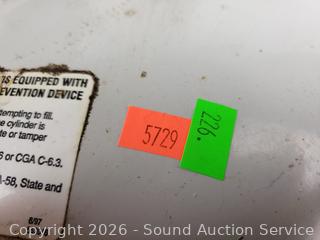 IS EQUIPPED WITH
EVENTION DEVICE
ttempting to fill.
e cylinder is
te or tamper
6 or CGA C-6.3.
A-58, State and
6/97
5729
226.
Copyright 2026 - Sound Auction Service